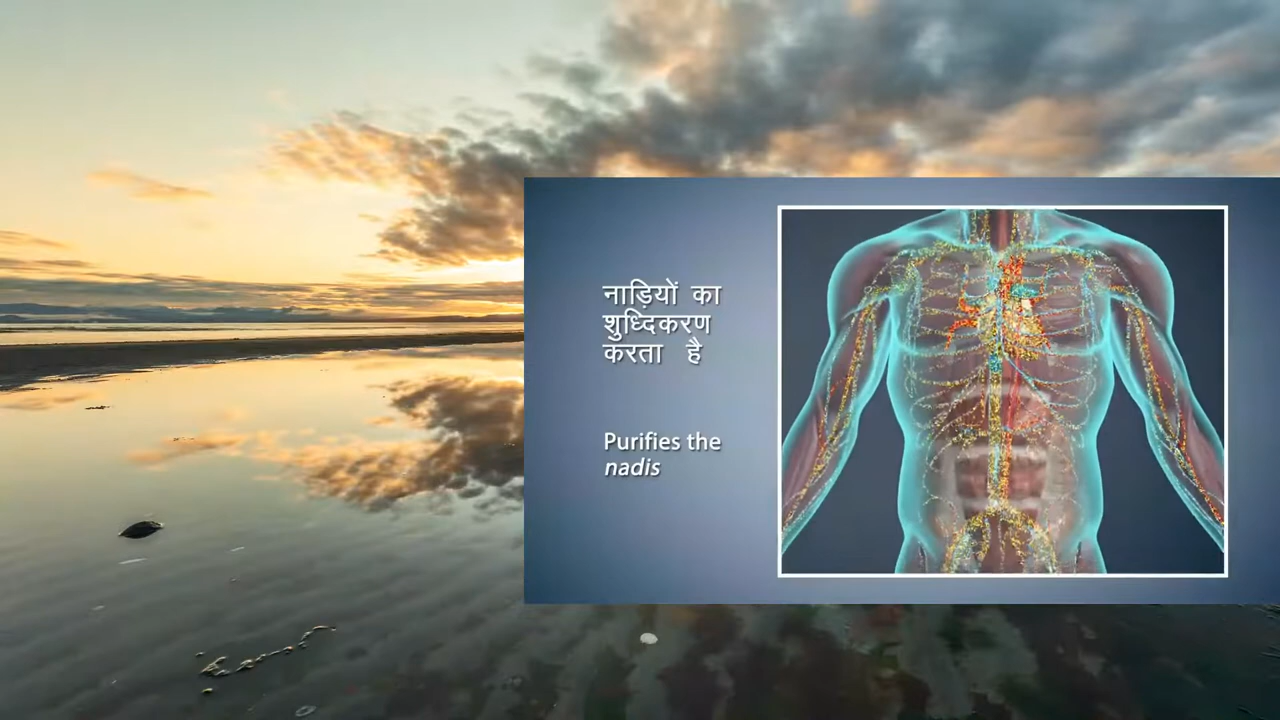 नाड़ियों का
शुध्दिकरण
करता है
Purifies the
nadis